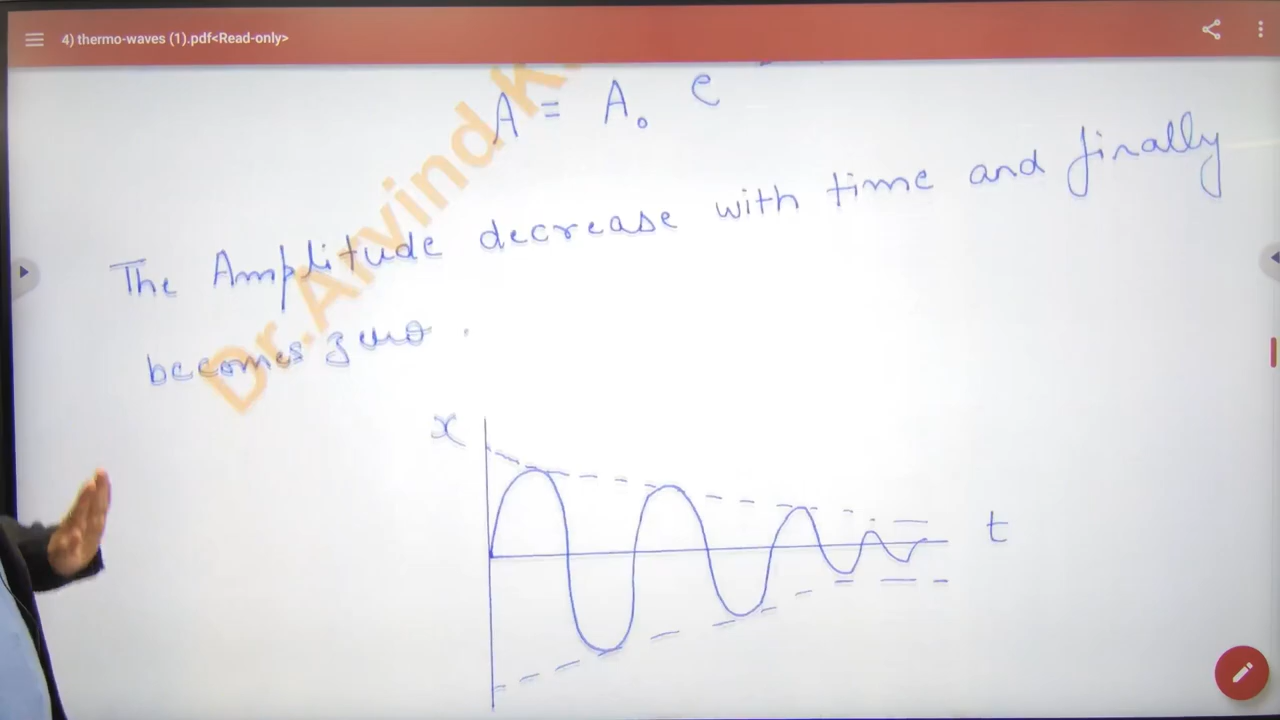 4) thermo-waves (1).pdf<Read-only>
A = A₀ e
The Amplitude decrease with time and finally
becomes zero .
x
t
Dr.Arvind K.